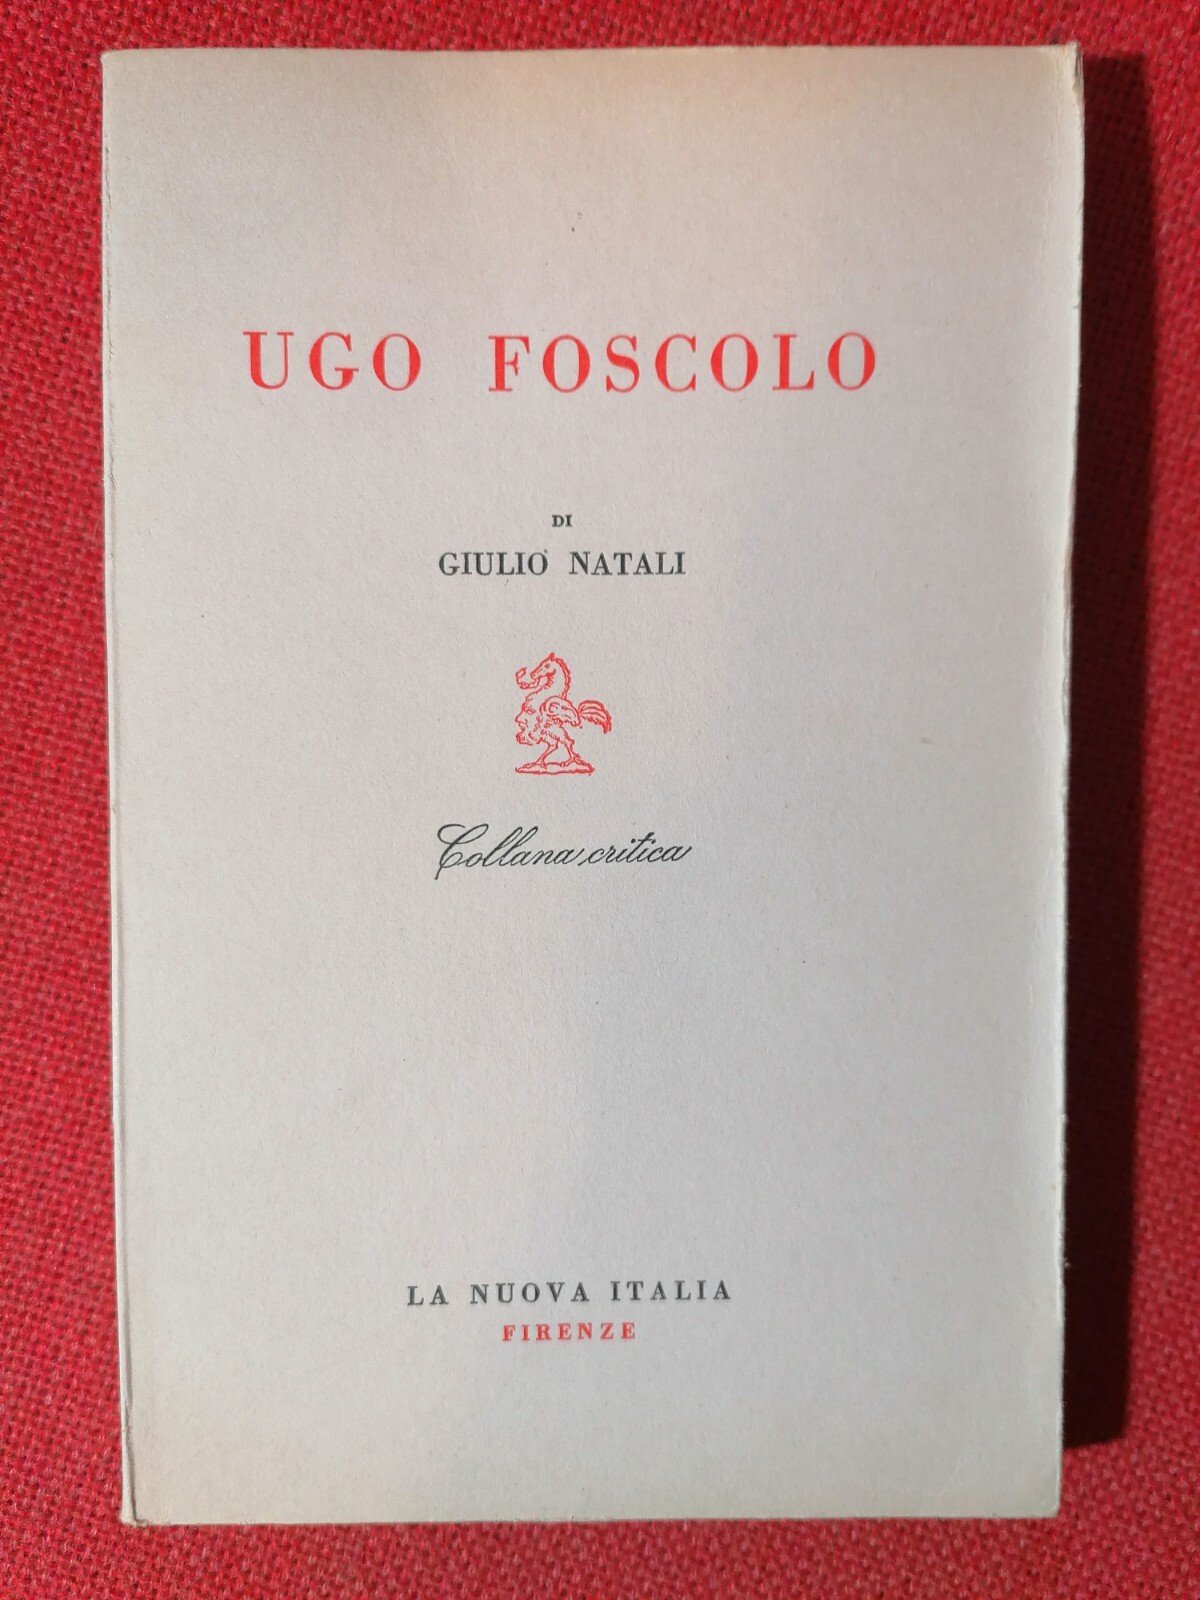 UGO FOSCOLO
DI
GIULIO NATALI
Collana critica
LA NUOVA ITALIA
FIRENZE